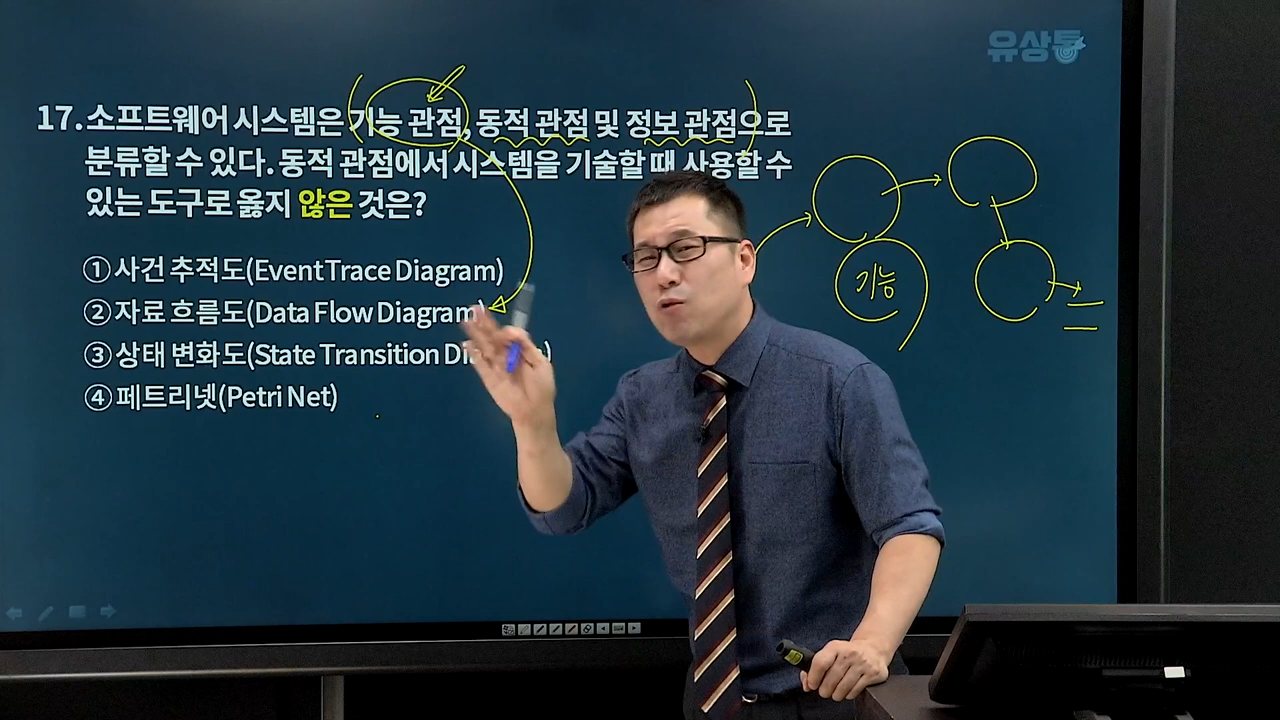 유상통
17. 소프트웨어 시스템은 기능 관점, 동적 관점 및 정보 관점으로
분류할 수 있다. 동적 관점에서 시스템을 기술할 때 사용할 수
있는 도구로 옳지 않은 것은?
① 사건 추적도(Event Trace Diagram)
② 자료 흐름도(Data Flow Diagram)
③ 상태 변화도(State Transition
④ 페트리넷(Petri Net)
기능